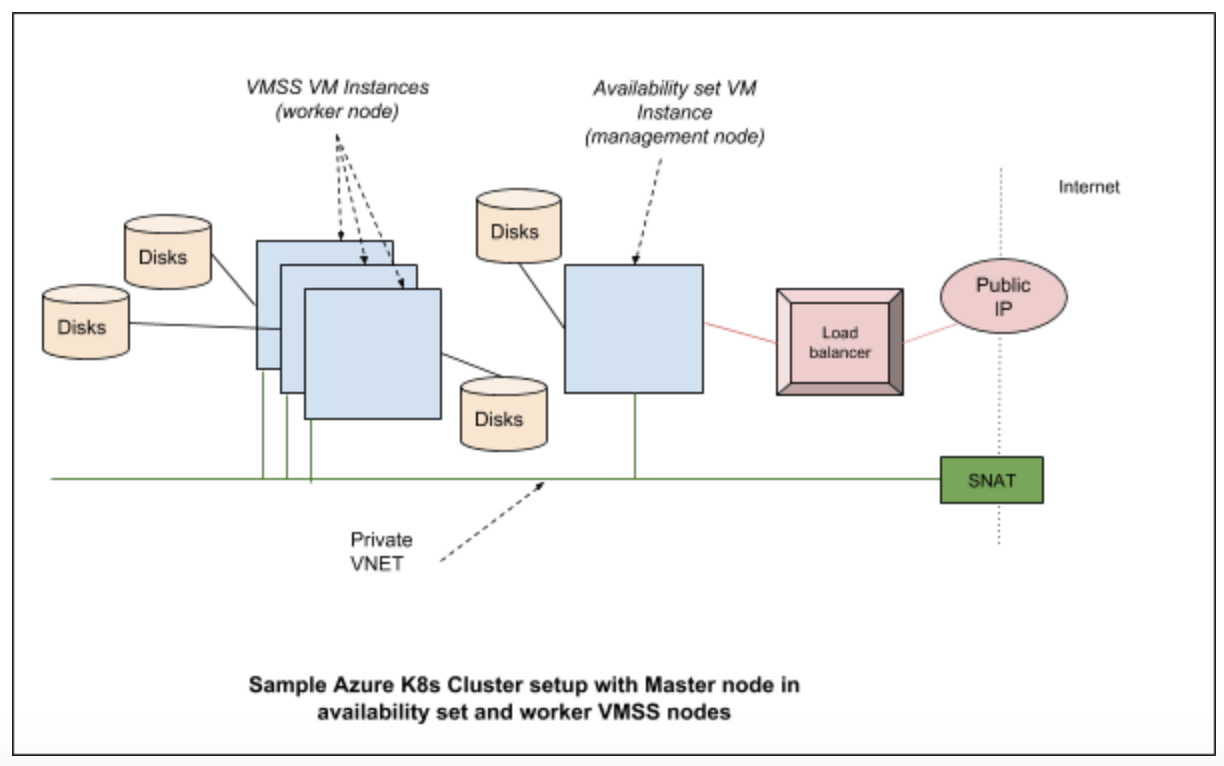 VMSS VM Instances
(worker node)
Availability set VM
Instance
(management node)
Internet
Disks
Disks
Disks
Public
IP
Load
balancer
Disks
SNAT
Private
VNET
Sample Azure K8s Cluster setup with Master node in
availability set and worker VMSS nodes